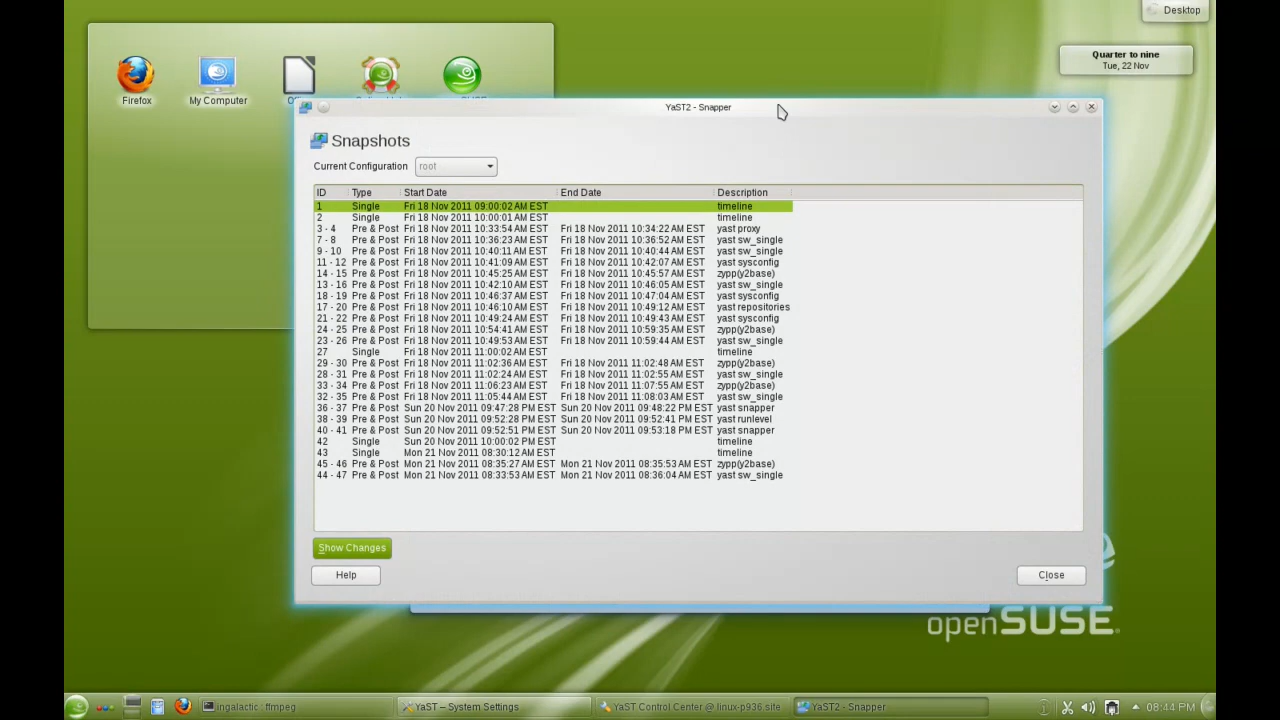 Desktop
Quarter to nine
Tue, 22 Nov
Firefox
My Computer
YaST2 - Snapper
Snapshots
Current Configuration root
ID Type Start Date End Date Description
1 Single Fri 18 Nov 2011 09:00:02 AM EST timeline
2 Single Fri 18 Nov 2011 10:00:01 AM EST timeline
3 - 4 Pre & Post Fri 18 Nov 2011 10:33:54 AM EST Fri 18 Nov 2011 10:34:22 AM EST yast proxy
7 - 8 Pre & Post Fri 18 Nov 2011 10:36:23 AM EST Fri 18 Nov 2011 10:36:52 AM EST yast sw_single
9 - 10 Pre & Post Fri 18 Nov 2011 10:40:11 AM EST Fri 18 Nov 2011 10:40:44 AM EST yast sw_single
11 - 12 Pre & Post Fri 18 Nov 2011 10:41:09 AM EST Fri 18 Nov 2011 10:42:07 AM EST yast sysconfig
14 - 15 Pre & Post Fri 18 Nov 2011 10:45:25 AM EST Fri 18 Nov 2011 10:45:57 AM EST zypp(y2base)
13 - 16 Pre & Post Fri 18 Nov 2011 10:42:10 AM EST Fri 18 Nov 2011 10:46:05 AM EST yast sw_single
18 - 19 Pre & Post Fri 18 Nov 2011 10:46:37 AM EST Fri 18 Nov 2011 10:47:04 AM EST yast sysconfig
17 - 20 Pre & Post Fri 18 Nov 2011 10:46:10 AM EST Fri 18 Nov 2011 10:49:12 AM EST yast repositories
21 - 22 Pre & Post Fri 18 Nov 2011 10:49:24 AM EST Fri 18 Nov 2011 10:49:43 AM EST yast sysconfig
24 - 25 Pre & Post Fri 18 Nov 2011 10:54:41 AM EST Fri 18 Nov 2011 10:59:35 AM EST zypp(y2base)
23 - 26 Pre & Post Fri 18 Nov 2011 10:49:53 AM EST Fri 18 Nov 2011 10:59:44 AM EST yast sw_single
27 Single Fri 18 Nov 2011 11:00:02 AM EST timeline
29 - 30 Pre & Post Fri 18 Nov 2011 11:02:36 AM EST Fri 18 Nov 2011 11:02:48 AM EST zypp(y2base)
28 - 31 Pre & Post Fri 18 Nov 2011 11:02:24 AM EST Fri 18 Nov 2011 11:02:55 AM EST yast sw_single
33 - 34 Pre & Post Fri 18 Nov 2011 11:06:23 AM EST Fri 18 Nov 2011 11:07:55 AM EST zypp(y2base)
32 - 35 Pre & Post Fri 18 Nov 2011 11:05:44 AM EST Fri 18 Nov 2011 11:08:03 AM EST yast sw_single
36 - 37 Pre & Post Sun 20 Nov 2011 09:47:28 PM EST Sun 20 Nov 2011 09:48:22 PM EST yast snapper
38 - 39 Pre & Post Sun 20 Nov 2011 09:52:28 PM EST Sun 20 Nov 2011 09:52:41 PM EST yast runlevel
40 - 41 Pre & Post Sun 20 Nov 2011 09:52:51 PM EST Sun 20 Nov 2011 09:53:18 PM EST yast snapper
42 Single Sun 20 Nov 2011 10:00:02 PM EST timeline
43 Single Mon 21 Nov 2011 08:30:12 AM EST timeline
45 - 46 Pre & Post Mon 21 Nov 2011 08:35:27 AM EST Mon 21 Nov 2011 08:35:53 AM EST zypp(y2base)
44 - 47 Pre & Post Mon 21 Nov 2011 08:33:53 AM EST Mon 21 Nov 2011 08:36:04 AM EST yast sw_single
Show Changes
Help Close
openSUSE
ingalactic : ffmpeg YaST – System Settings YaST Control Center @ linux-p936.site YaST2 - Snapper 08:44 PM